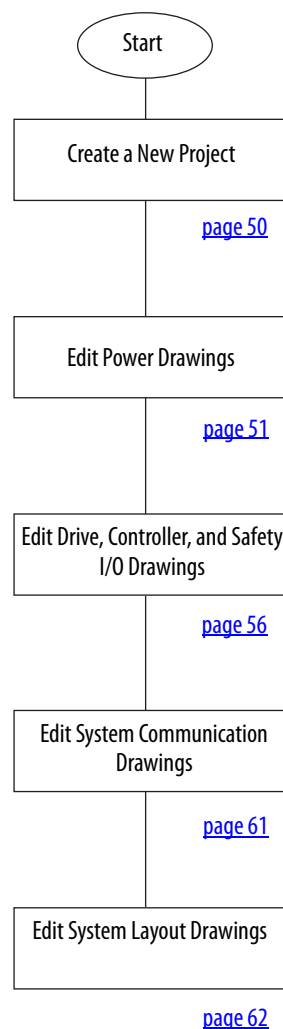 Start
Create a New Project
page 50
Edit Power Drawings
page 51
Edit Drive, Controller, and Safety
I/O Drawings
page 56
Edit System Communication
Drawings
page 61
Edit System Layout Drawings
page 62